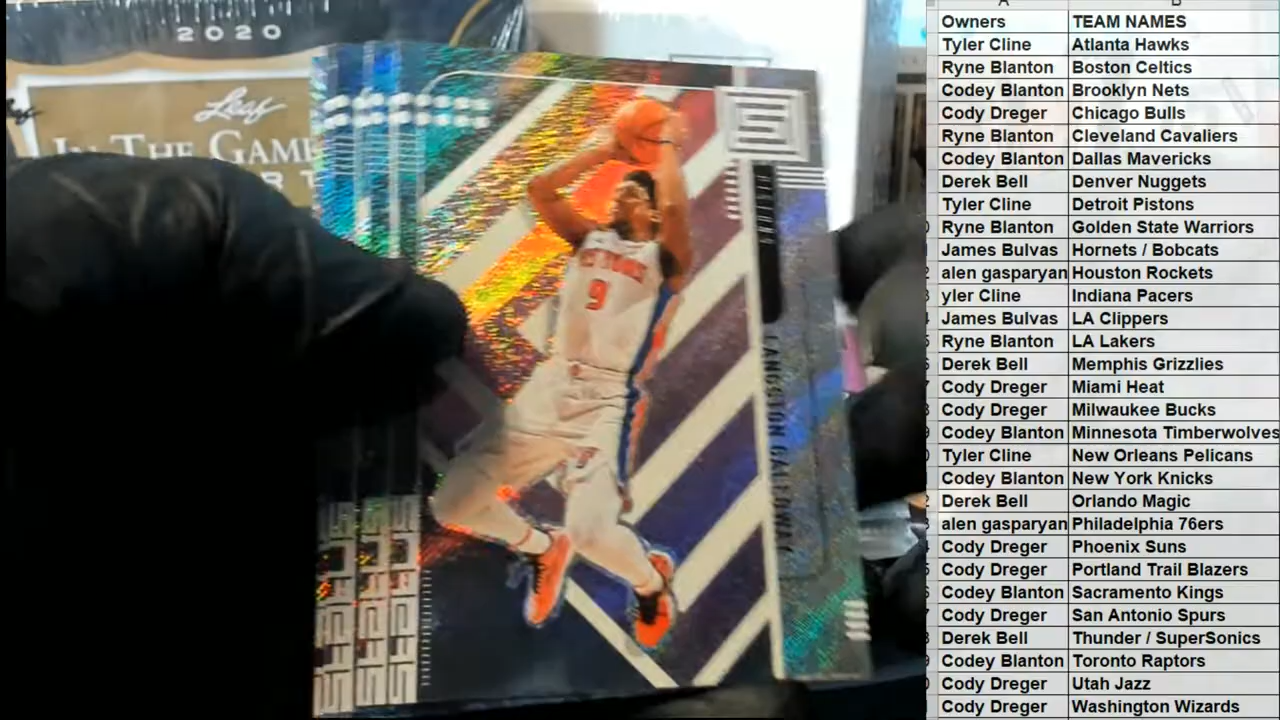 2020
Leaf
IN THE GAME
PISTONS
9
LANGSTON GALLOWAY
A B
Owners TEAM NAMES
Tyler Cline Atlanta Hawks
Ryne Blanton Boston Celtics
Codey Blanton Brooklyn Nets
Cody Dreger Chicago Bulls
Ryne Blanton Cleveland Cavaliers
Codey Blanton Dallas Mavericks
Derek Bell Denver Nuggets
Tyler Cline Detroit Pistons
Ryne Blanton Golden State Warriors
James Bulvas Hornets / Bobcats
alen gasparyan Houston Rockets
yler Cline Indiana Pacers
James Bulvas LA Clippers
Ryne Blanton LA Lakers
Derek Bell Memphis Grizzlies
Cody Dreger Miami Heat
Cody Dreger Milwaukee Bucks
Codey Blanton Minnesota Timberwolves
Tyler Cline New Orleans Pelicans
Codey Blanton New York Knicks
Derek Bell Orlando Magic
alen gasparyan Philadelphia 76ers
Cody Dreger Phoenix Suns
Cody Dreger Portland Trail Blazers
Codey Blanton Sacramento Kings
Cody Dreger San Antonio Spurs
Derek Bell Thunder / SuperSonics
Codey Blanton Toronto Raptors
Cody Dreger Utah Jazz
Cody Dreger Washington Wizards